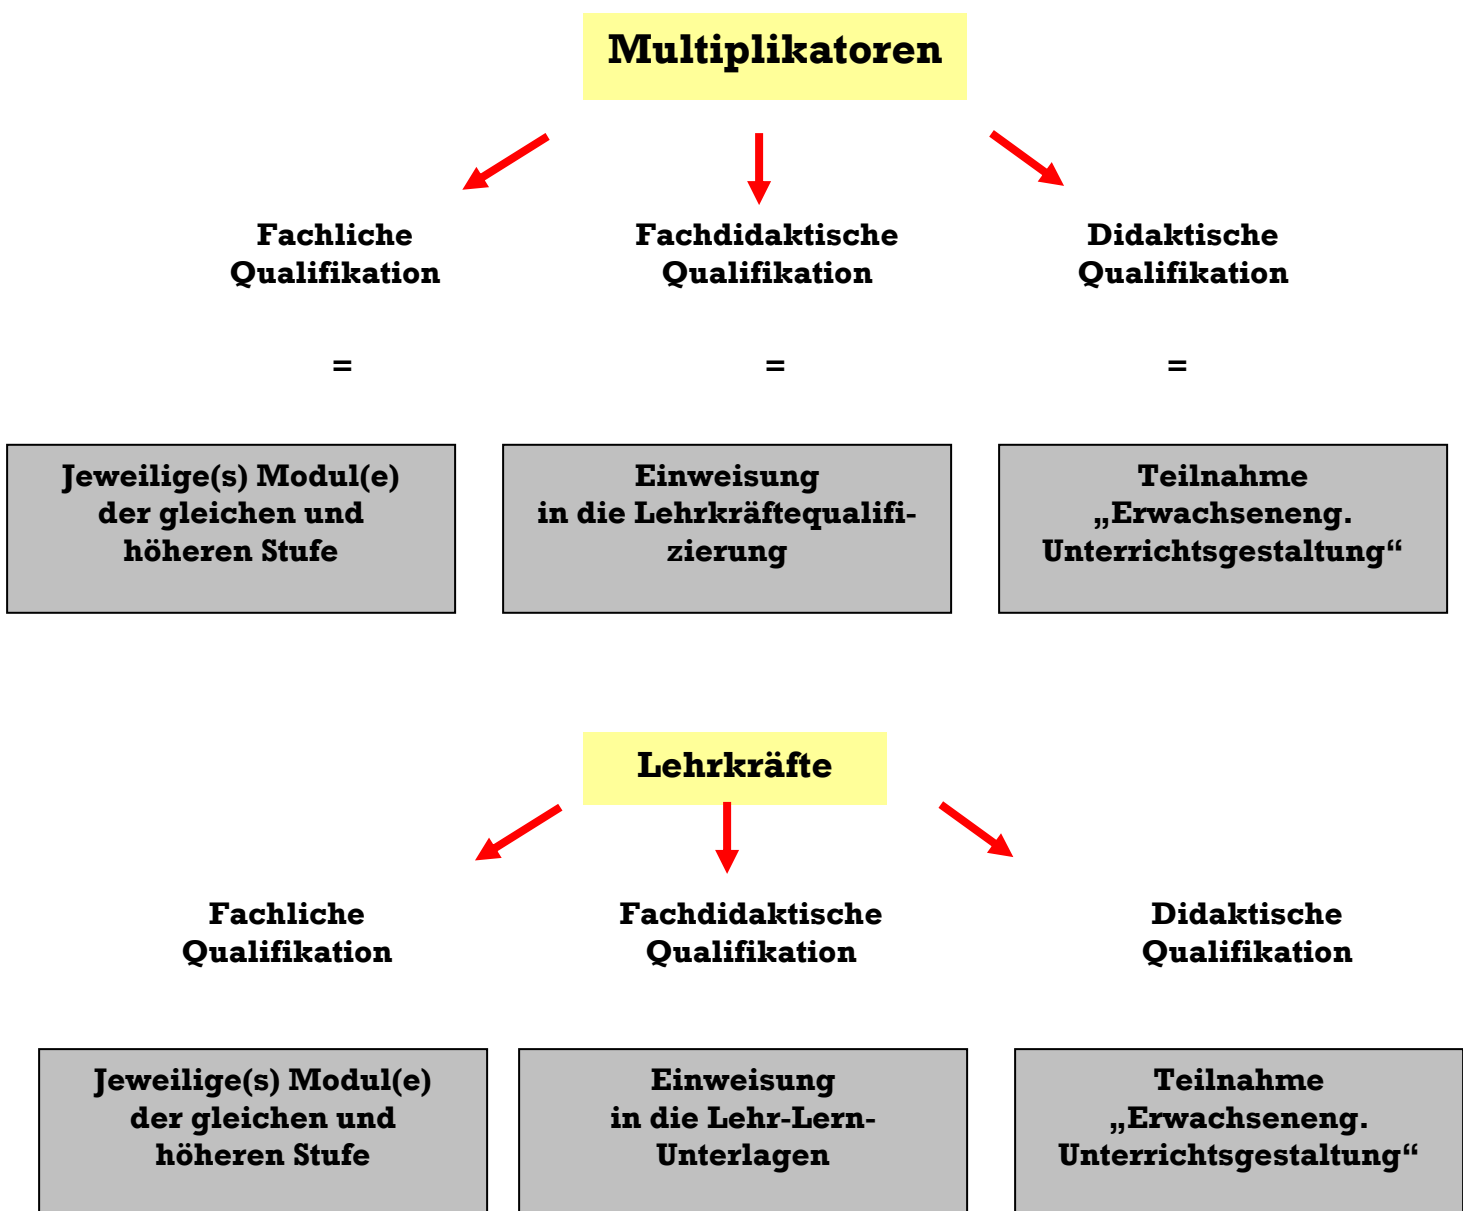 Multiplikatoren
Fachliche
Qualifikation
Fachdidaktische
Qualifikation
Didaktische
Qualifikation
=
=
=
Jeweilige(s) Modul(e)
der gleichen und
höheren Stufe
Einweisung
in die Lehrkräftequalifi-
zierung
Teilnahme
„Erwachseneng.
Unterrichtsgestaltung“
Lehrkräfte
Fachliche
Qualifikation
Fachdidaktische
Qualifikation
Didaktische
Qualifikation
Jeweilige(s) Modul(e)
der gleichen und
höheren Stufe
Einweisung
in die Lehr-Lern-
Unterlagen
Teilnahme
„Erwachseneng.
Unterrichtsgestaltung“